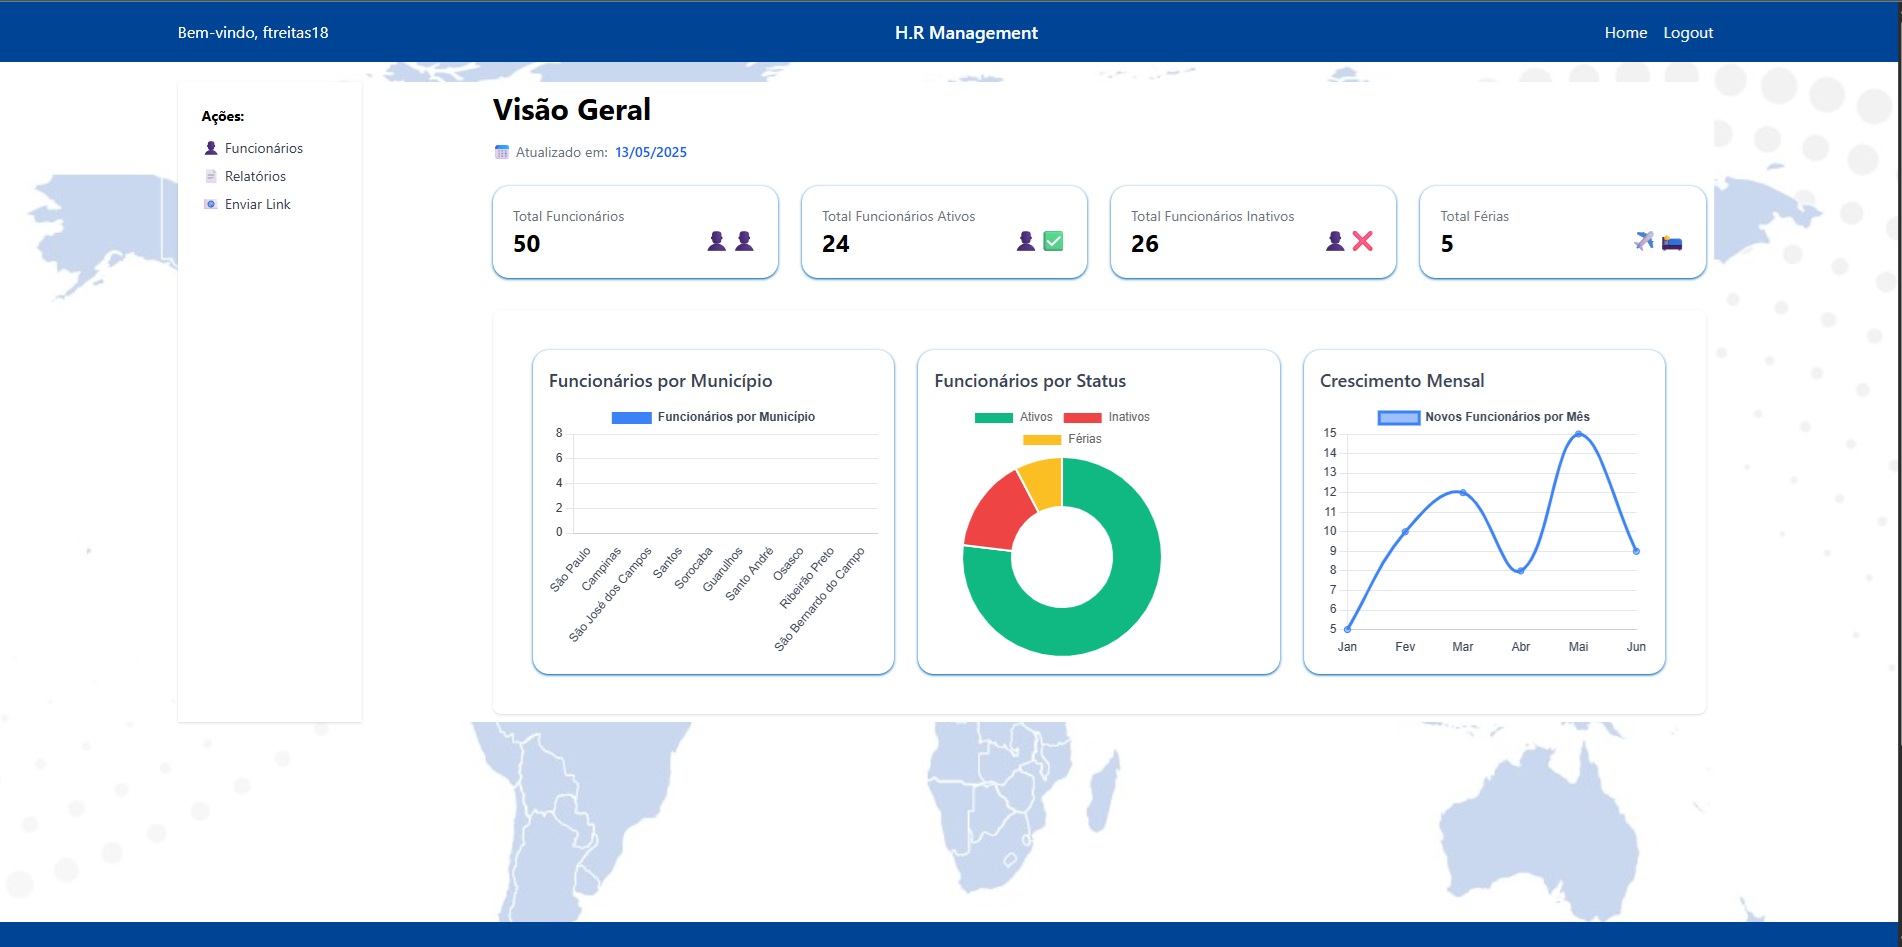 Bem-vindo, ftreitas18
H.R Management
Home
Logout
Ações:
Funcionários
Relatórios
Enviar Link
Visão Geral
Atualizado em: 13/05/2025
Total Funcionários
50
Total Funcionários Ativos
24
Total Funcionários Inativos
26
Total Férias
5
Funcionários por Município
Funcionários por Município
8
6
4
2
0
São Paulo
Campinas
São José dos Campos
Santos
Sorocaba
Guarulhos
Santo André
Osasco
Ribeirão Preto
São Bernardo do Campo
Funcionários por Status
Ativos
Inativos
Férias
Crescimento Mensal
Novos Funcionários por Mês
15
14
13
12
11
10
9
8
7
6
5
Jan
Fev
Mar
Abr
Mai
Jun